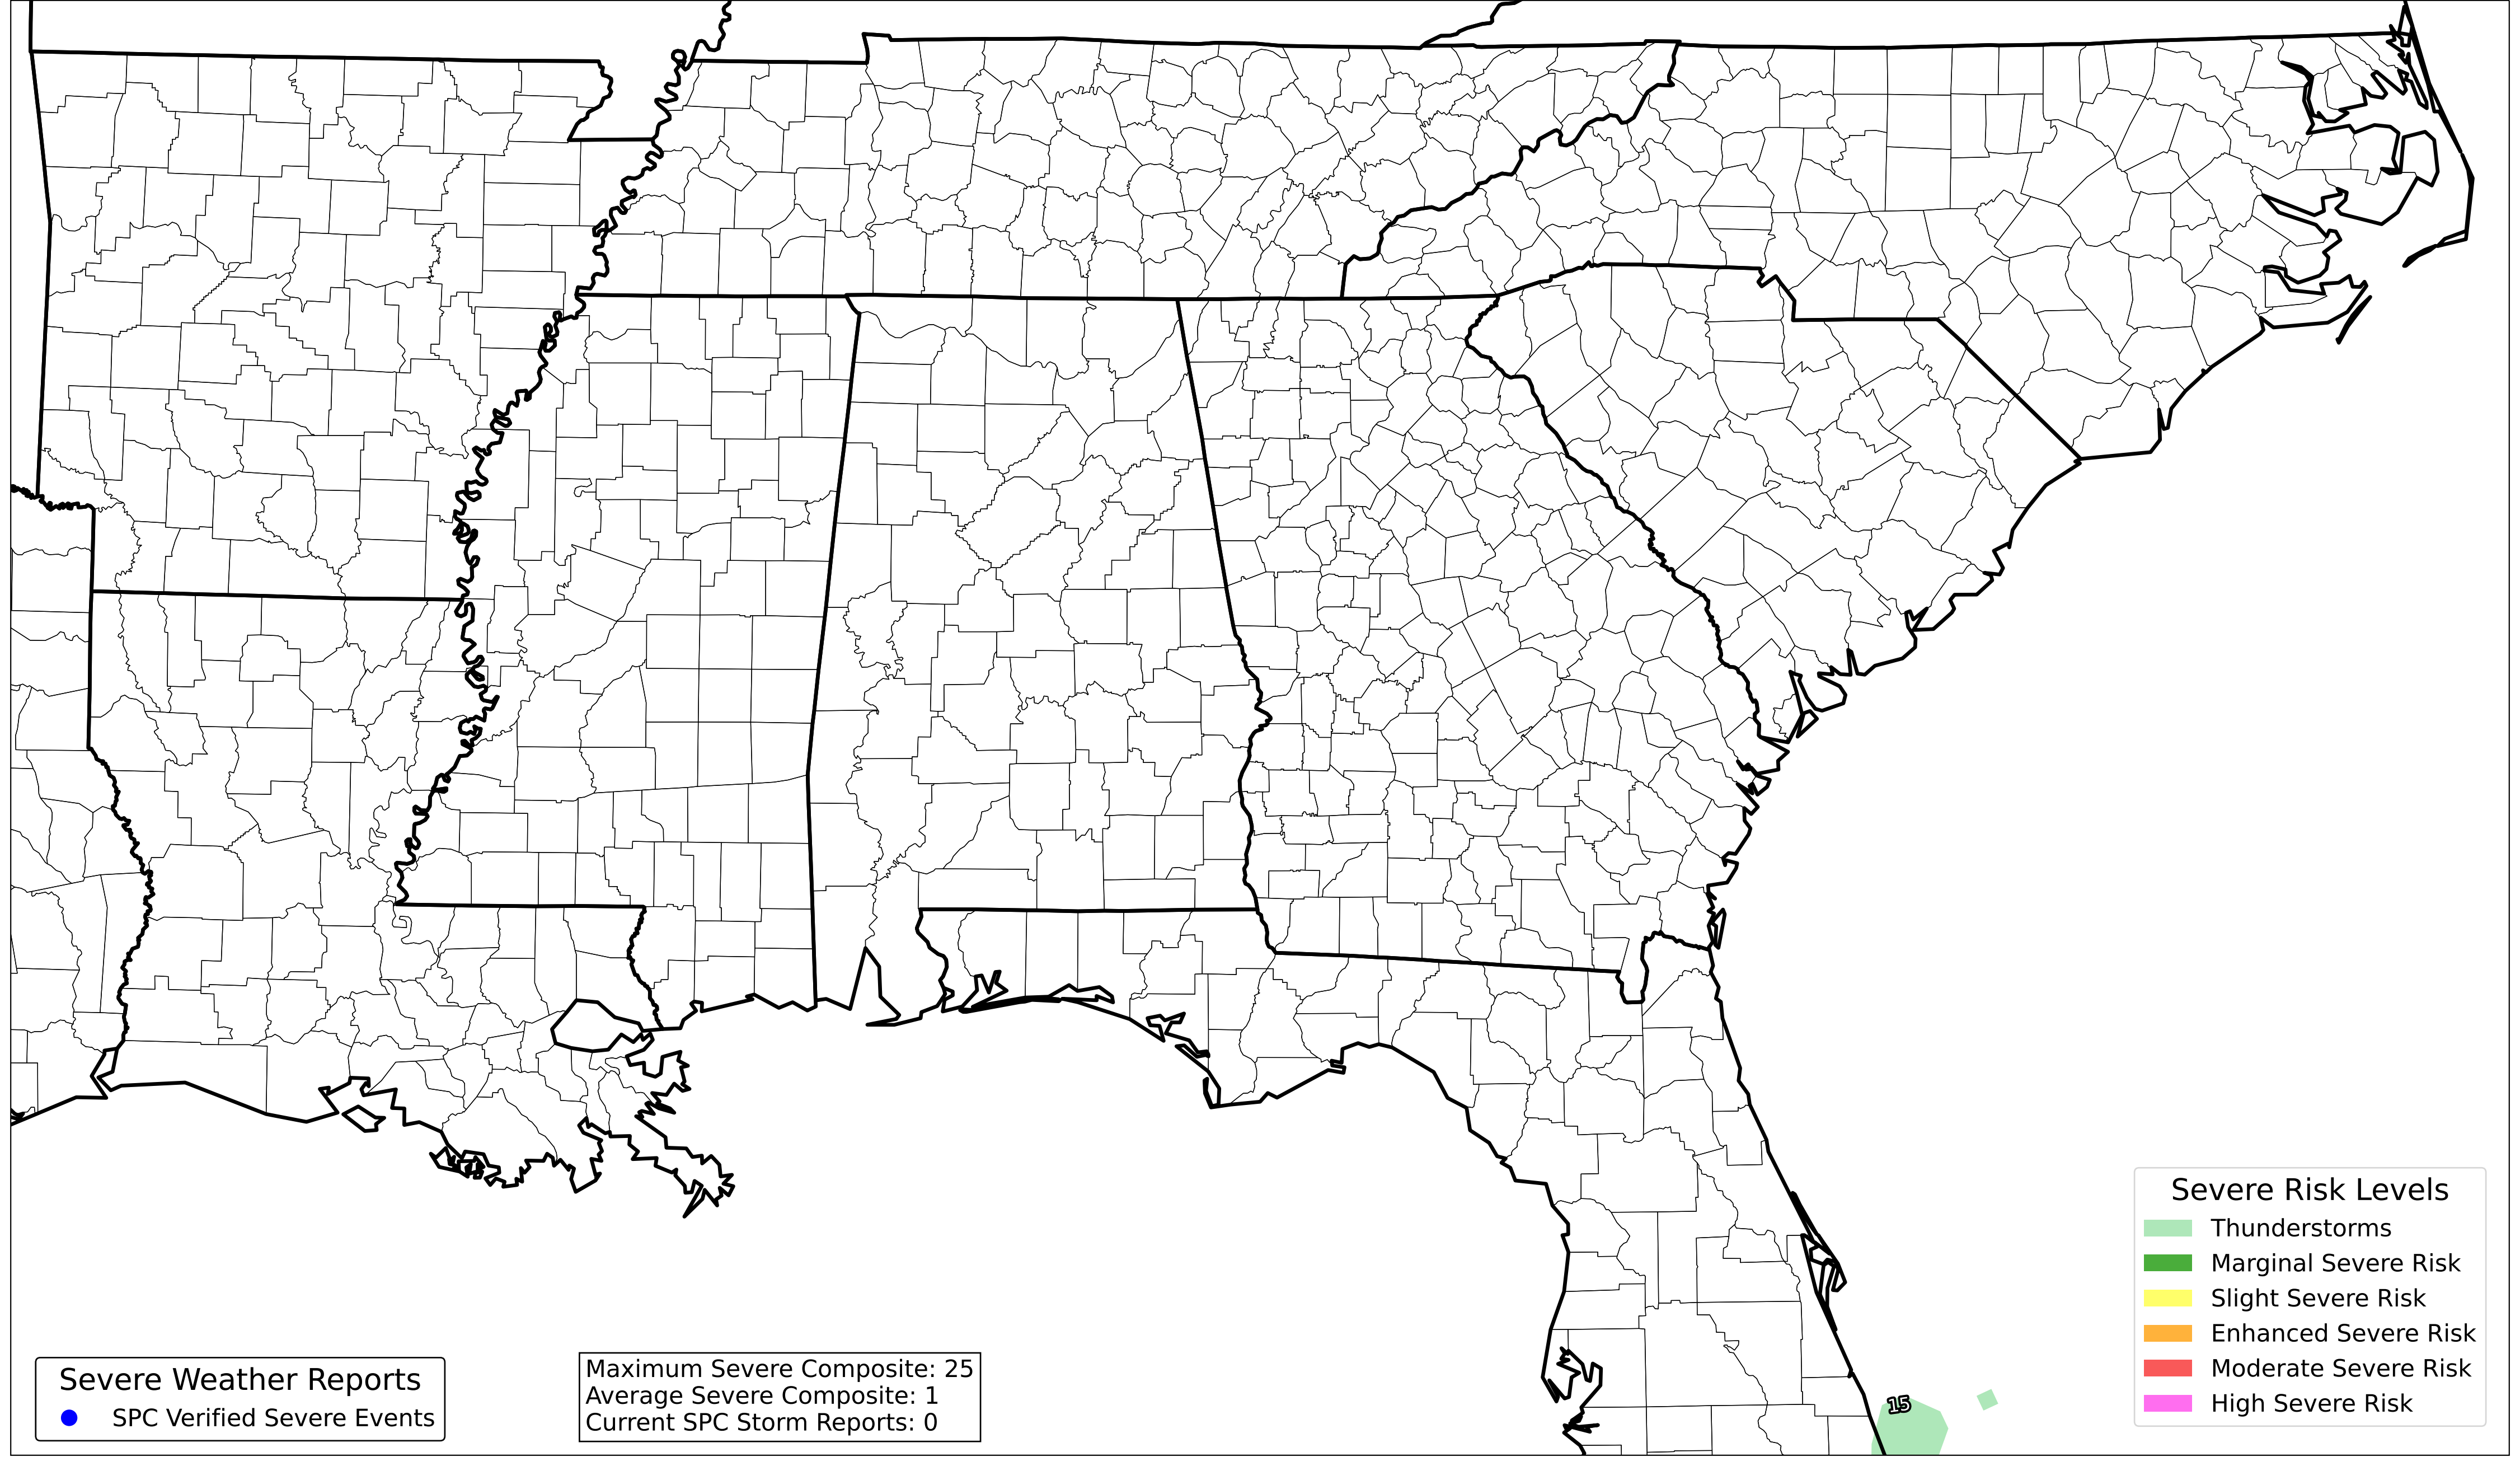 15
Severe Risk Levels
Thunderstorms
Marginal Severe Risk
Slight Severe Risk
Enhanced Severe Risk
Moderate Severe Risk
High Severe Risk
Severe Weather Reports
SPC Verified Severe Events
Maximum Severe Composite: 25
Average Severe Composite: 1
Current SPC Storm Reports: 0